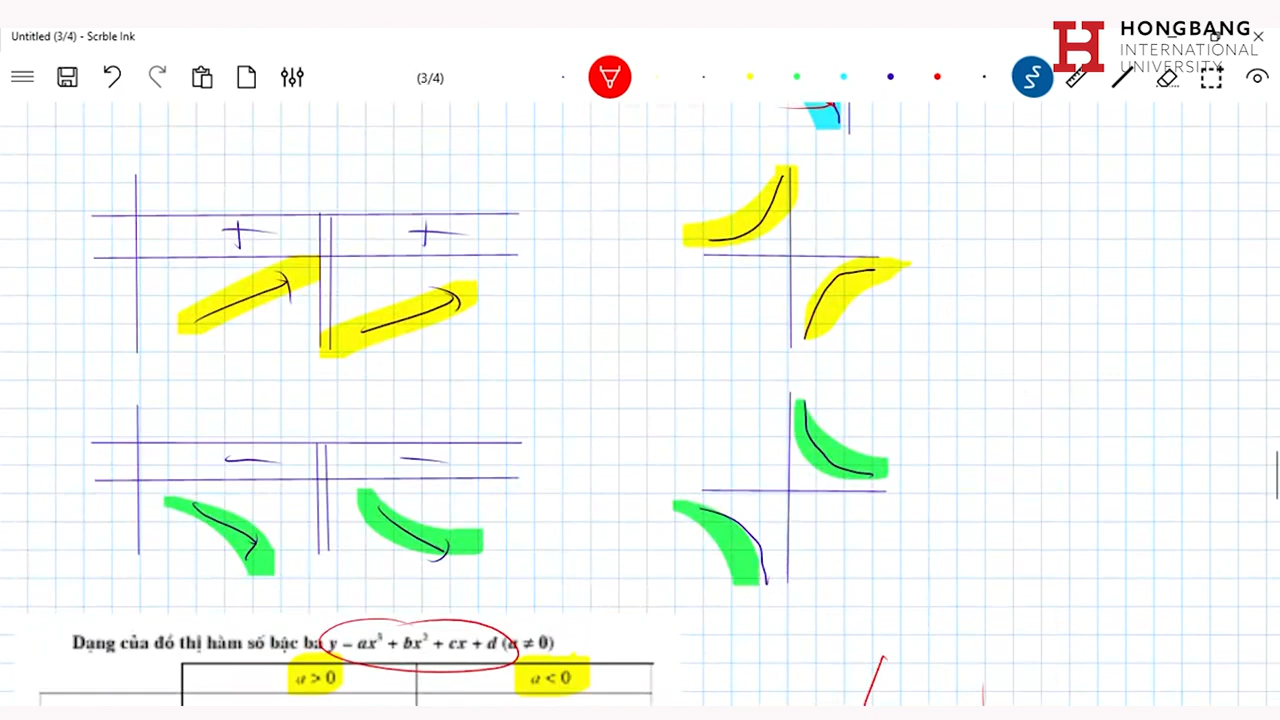 HONGBANG
INTERNATIONAL
UNIVERSITY
Untitled (3/4) - Scrble Ink
(3/4)
+ +
− −
Dạng của đồ thị hàm số bậc ba y = ax³ + bx² + cx + d (a ≠ 0)
a > 0 a < 0